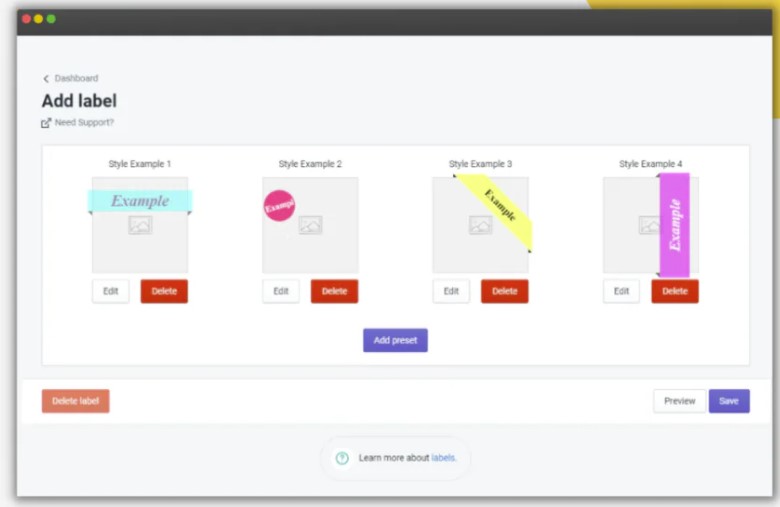 Dashboard
Add label
Need Support?
Style Example 1
Style Example 2
Style Example 3
Style Example 4
Example
Exampl
Example
Example
Edit
Delete
Edit
Delete
Edit
Delete
Edit
Delete
Add preset
Delete label
Preview
Save
Learn more about labels.